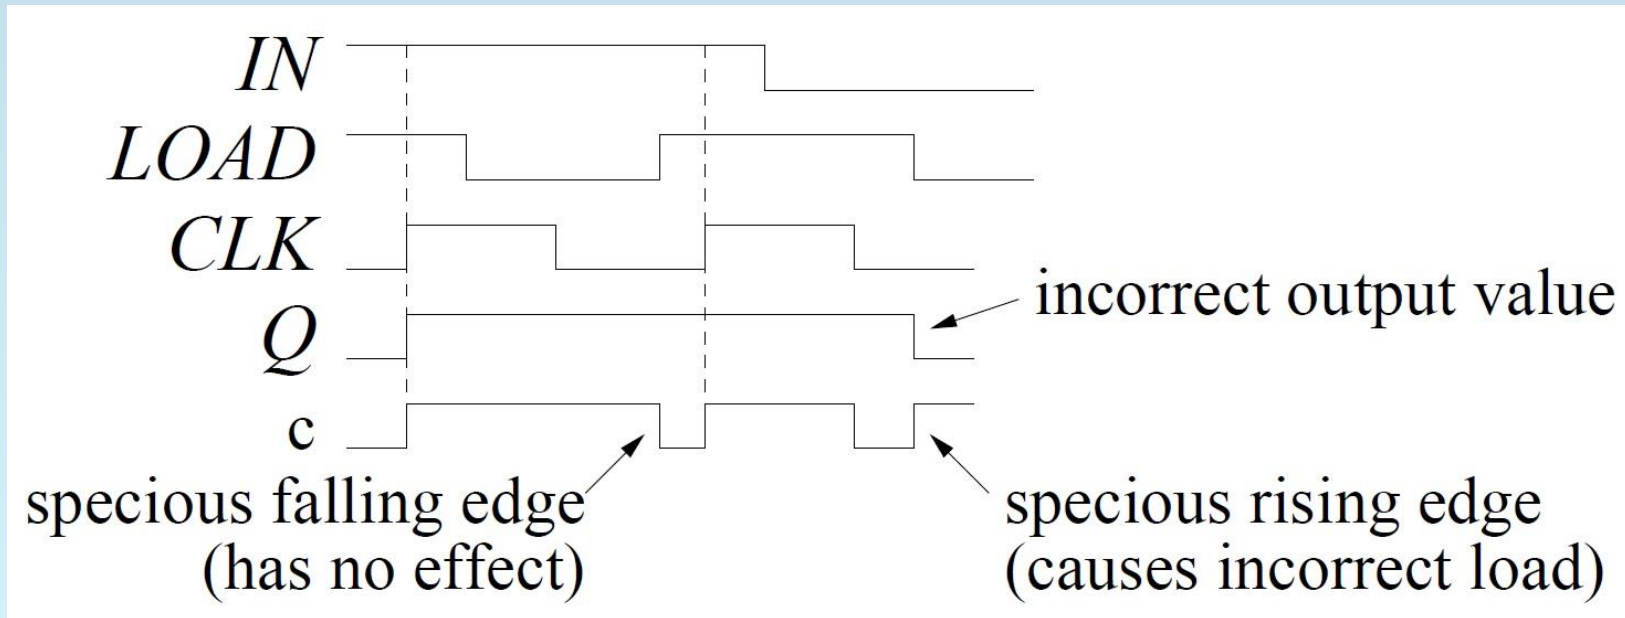 IN
LOAD
CLK
incorrect output value
Q
c
specious falling edge
(has no effect)
specious rising edge
(causes incorrect load)